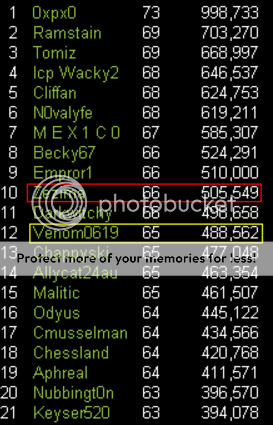 1 0xpx0 73 998,733
2 Ramstain 69 703,270
3 Tomiz 69 668,997
4 Icp Wacky2 68 646,537
5 Cliffan 68 624,753
6 N0valyfe 68 619,211
7 M E X 1 C 0 67 585,307
8 Becky67 66 524,291
9 Empror1 66 510,000
10 66 505,549
photobucket
11 498,658
12 Venom0619 65 488,562
13 65 477,048
Protect more of your memories for less!
14 Allycat24au 65 463,354
15 Malitic 65 461,507
16 Odyus 64 445,122
17 Cmusselman 64 434,566
18 Chessland 64 420,768
19 Aphreal 64 411,571
20 Nubbingt0n 63 396,570
21 Keyser520 63 394,078